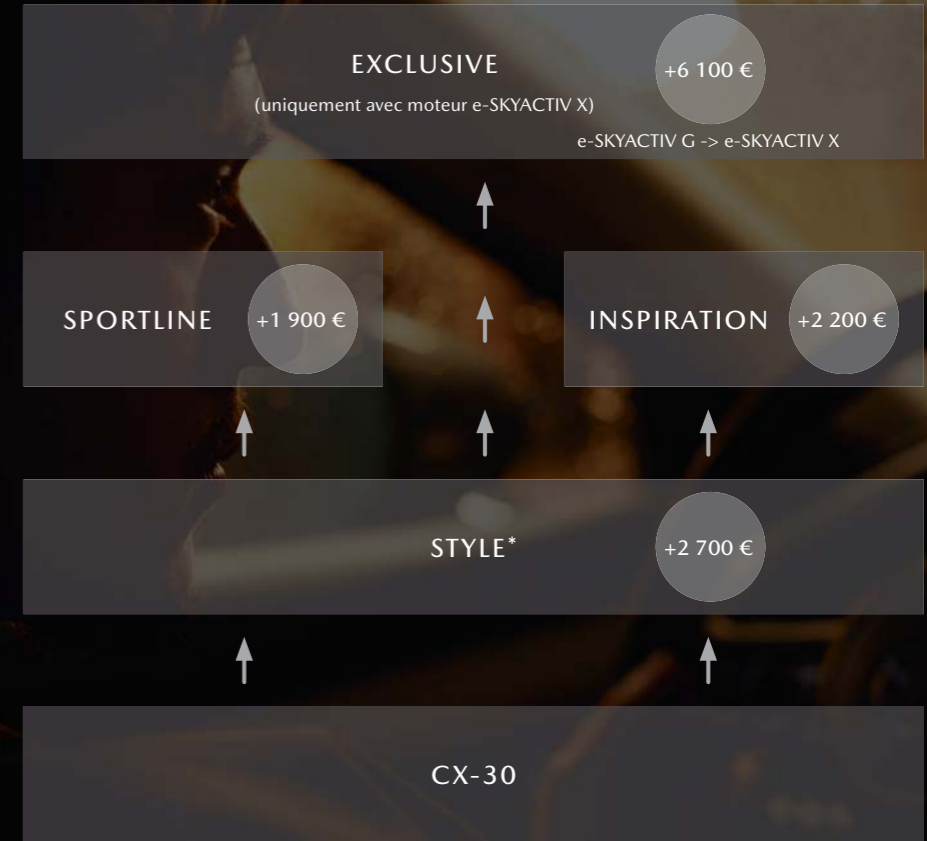 EXCLUSIVE
+6 100 €
(uniquement avec moteur e-SKYACTIV X)
e-SKYACTIV G -> e-SKYACTIV X
SPORTLINE
+1 900 €
INSPIRATION
+2 200 €
STYLE*
+2 700 €
CX-30